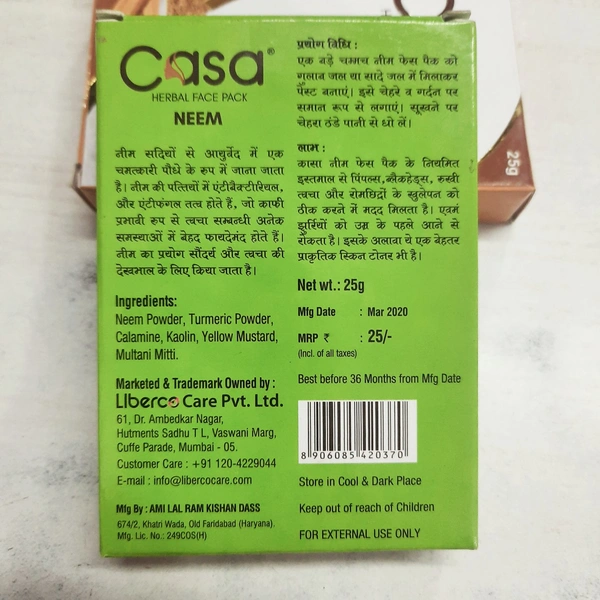 Casa®
HERBAL FACE PACK
NEEM
नीम सदियों से आयुर्वेद में एक
चमत्कारी पौधे के रूप में जाना जाता
है। नीम की पत्तियों में एंटीबैक्टीरियल,
और एंटीफंगल तत्व होते हैं, जो काफी
प्रभावी रूप से त्वचा सम्बन्धी अनेक
समस्याओं में बेहद फायदेमंद होते हैं।
नीम का प्रयोग सौंदर्य और त्वचा की
देखभाल के लिए किया जाता है।
Ingredients:
Neem Powder, Turmeric Powder,
Calamine, Kaolin, Yellow Mustard,
Multani Mitti.
Marketed & Trademark Owned by :
Liberco Care Pvt. Ltd.
61, Dr. Ambedkar Nagar,
Hutments Sadhu T L, Vaswani Marg,
Cuffe Parade, Mumbai - 05.
Customer Care : +91 120-4229044
E-mail : info@libercocare.com
Mfg By : AMI LAL RAM KISHAN DASS
674/2, Khatri Wada, Old Faridabad (Haryana)
Mfg. Lic. No.: 249COS(H)
प्रयोग विधि :
एक बड़े चम्मच नीम फेस पैक को
गुलाब जल या सादे जल में मिलाकर
पेस्ट बनाएं। इसे चेहरे व गर्दन पर
समान रूप से लगाएं। सूखने पर
चेहरा ठंडे पानी से धो लें।
लाभ :
कासा नीम फेस पैक के नियमित
इस्तमाल से पिंपल्स,ब्लैकहेड्स, रुखी
त्वचा और रोमछिद्रों के खुलेपन को
ठीक करने में मदद मिलता है। एवमं
झुर्रियों को उम्र के पहले आने से
रोकता है। इसके अलावा ये एक बेहतर
प्राकृतिक स्किन टोनर भी है।
Net wt.: 25g
Mfg Date : Mar 2020
MRP ₹ : 25/-
(Incl. of all taxes)
Best before 36 Months from Mfg Date
8 906085 420370
Store in Cool & Dark Place
Keep out of reach of Children
FOR EXTERNAL USE ONLY
25g